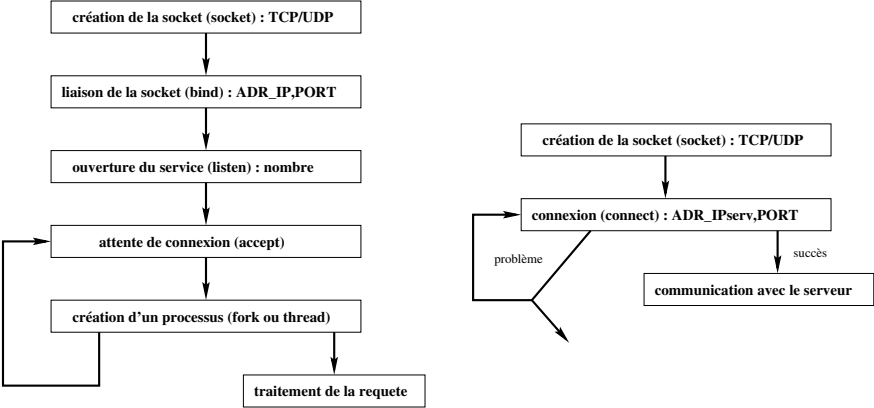 création de la socket (socket) : TCP/UDP
liaison de la socket (bind) : ADR_IP,PORT
ouverture du service (listen) : nombre
attente de connexion (accept)
création d'un processus (fork ou thread)
traitement de la requete
création de la socket (socket) : TCP/UDP
connexion (connect) : ADR_IPserv,PORT
problème
succès
communication avec le serveur